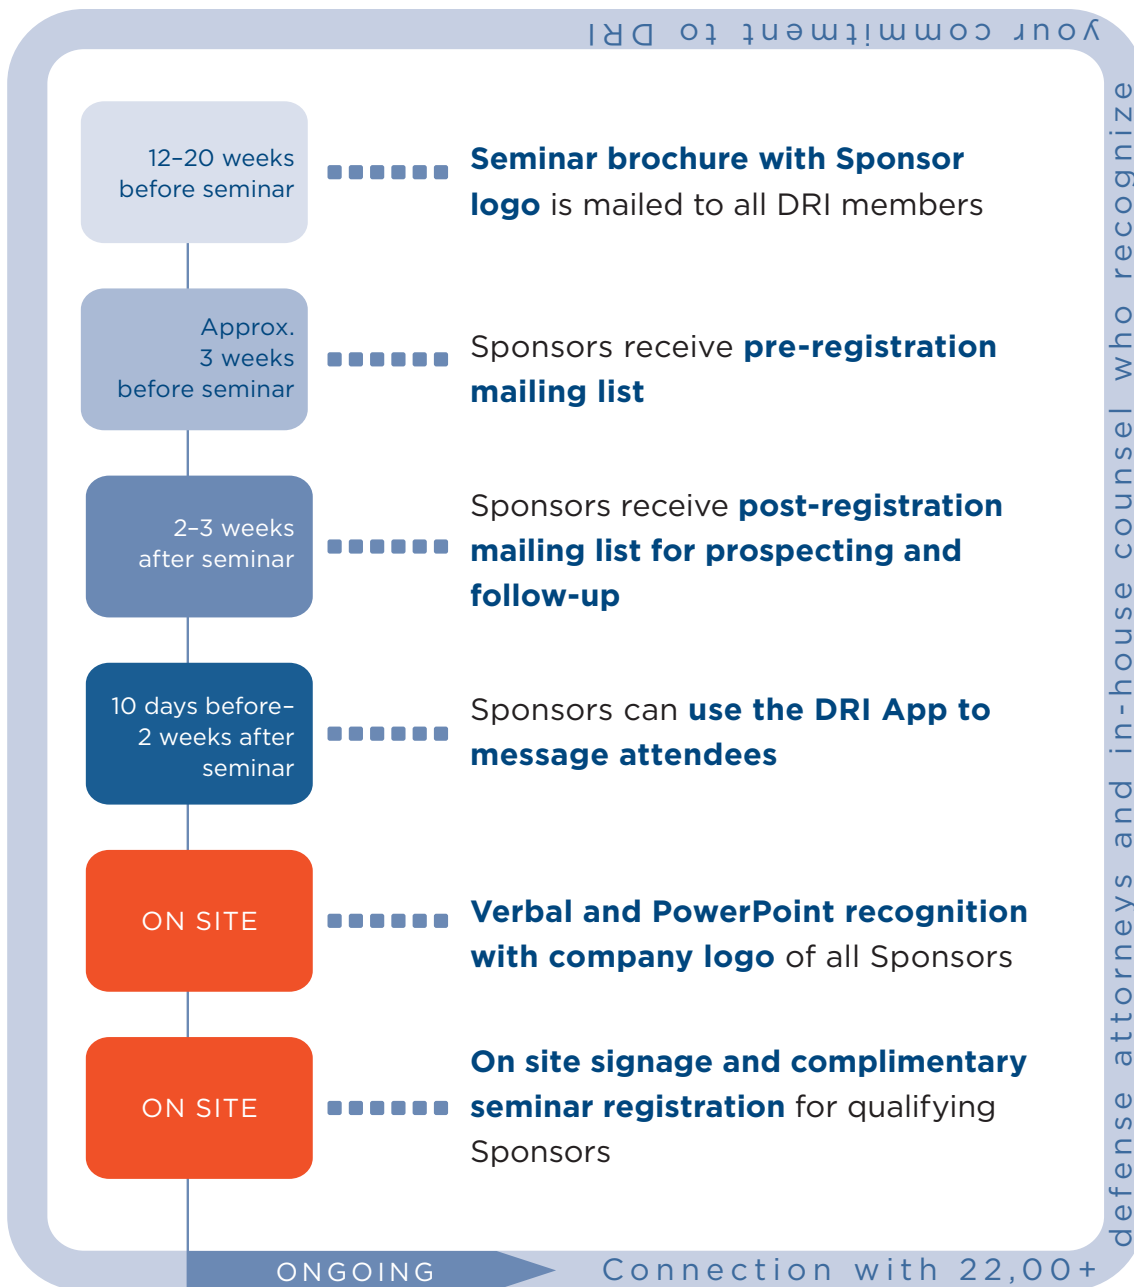 12–20 weeks
before seminar
Seminar brochure with Sponsor
logo is mailed to all DRI members
Approx.
3 weeks
before seminar
Sponsors receive pre-registration
mailing list
2–3 weeks
after seminar
Sponsors receive post-registration
mailing list for prospecting and
follow-up
10 days before–
2 weeks after
seminar
Sponsors can use the DRI App to
message attendees
ON SITE
Verbal and PowerPoint recognition
with company logo of all Sponsors
ON SITE
On site signage and complimentary
seminar registration for qualifying
Sponsors
ONGOING
Connection with 22,00+
defense attorneys and in-house counsel who recognize
your commitment to DRI